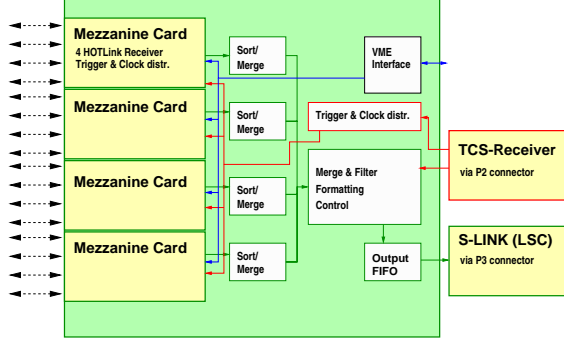 Mezzanine Card
4 HOTLink Receiver
Trigger & Clock distr.
Sort/
Merge
VME
Interface
Mezzanine Card
Sort/
Merge
Trigger & Clock distr.
TCS-Receiver
via P2 connector
Mezzanine Card
Sort/
Merge
Merge & Filter
Formatting
Control
Mezzanine Card
Sort/
Merge
Output
FIFO
S-LINK (LSC)
via P3 connector